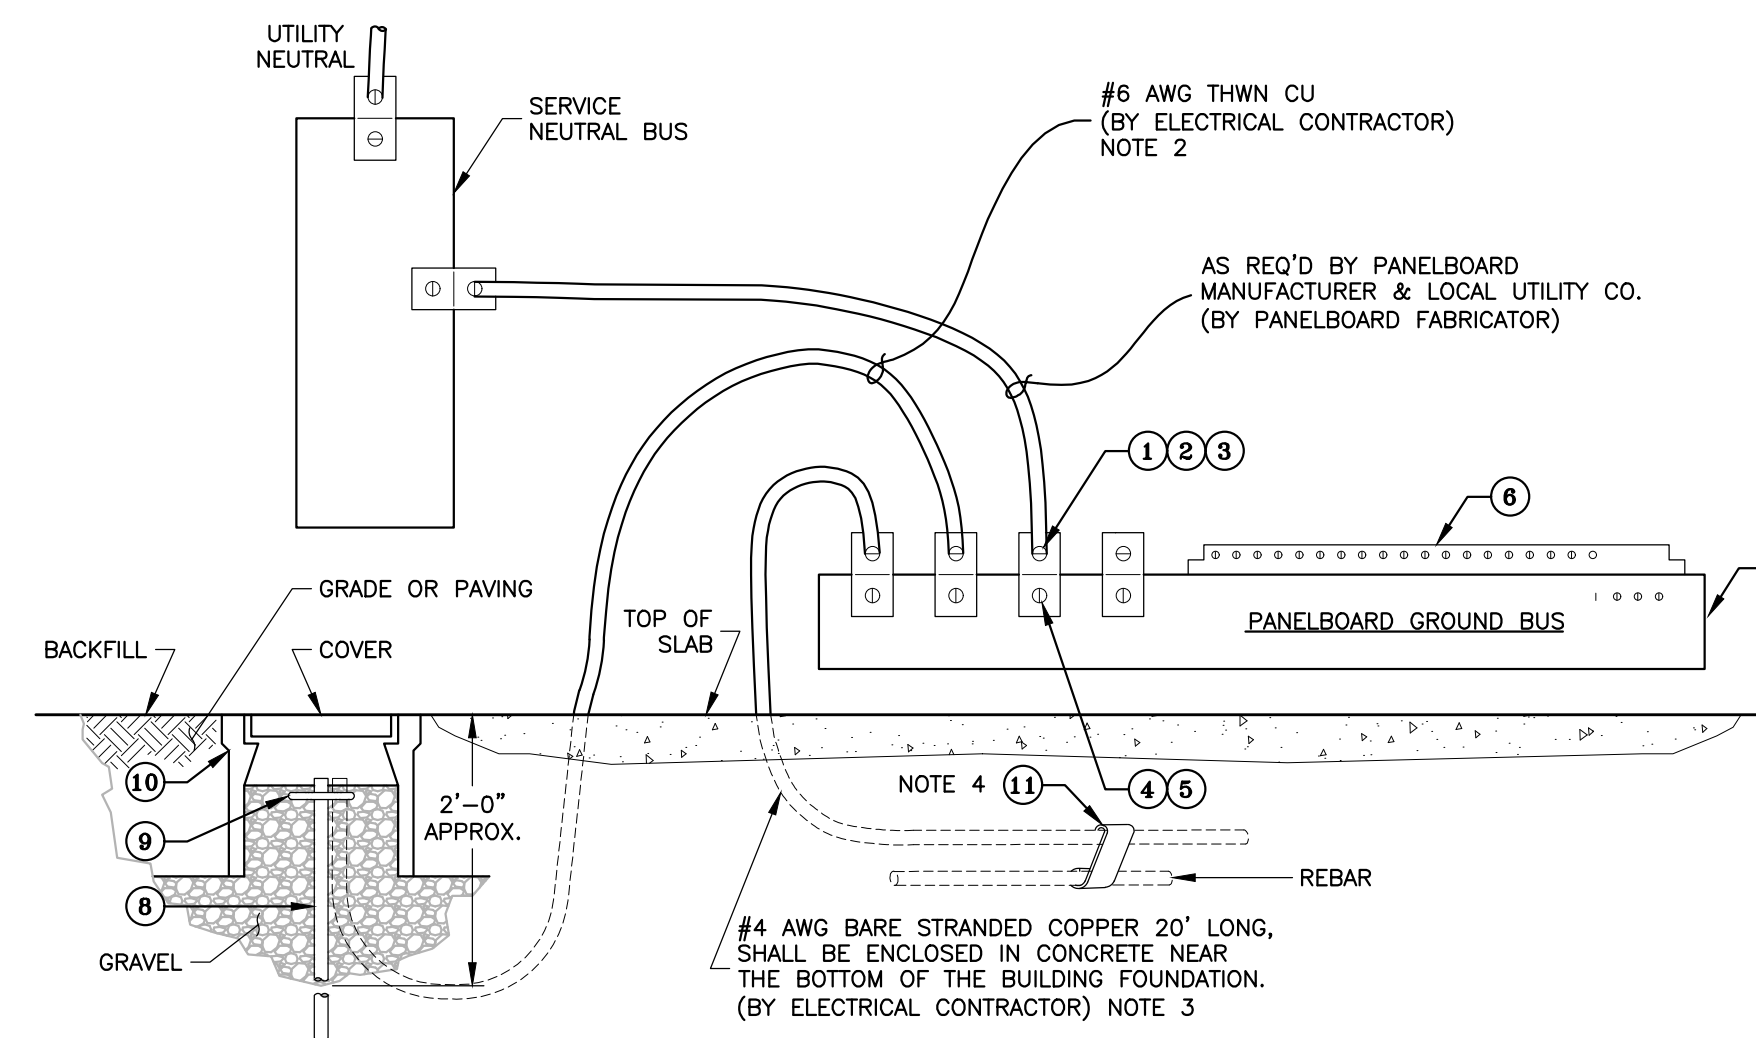 UTILITY
NEUTRAL
SERVICE
NEUTRAL BUS
#6 AWG THWN CU
(BY ELECTRICAL CONTRACTOR)
NOTE 2
AS REQ'D BY PANELBOARD
MANUFACTURER & LOCAL UTILITY CO.
(BY PANELBOARD FABRICATOR)
1 2 3
6
GRADE OR PAVING
TOP OF
SLAB
PANELBOARD GROUND BUS
BACKFILL
COVER
10
NOTE 4 11
4 5
2'-0"
APPROX.
9
8
REBAR
GRAVEL
#4 AWG BARE STRANDED COPPER 20' LONG,
SHALL BE ENCLOSED IN CONCRETE NEAR
THE BOTTOM OF THE BUILDING FOUNDATION.
(BY ELECTRICAL CONTRACTOR) NOTE 3